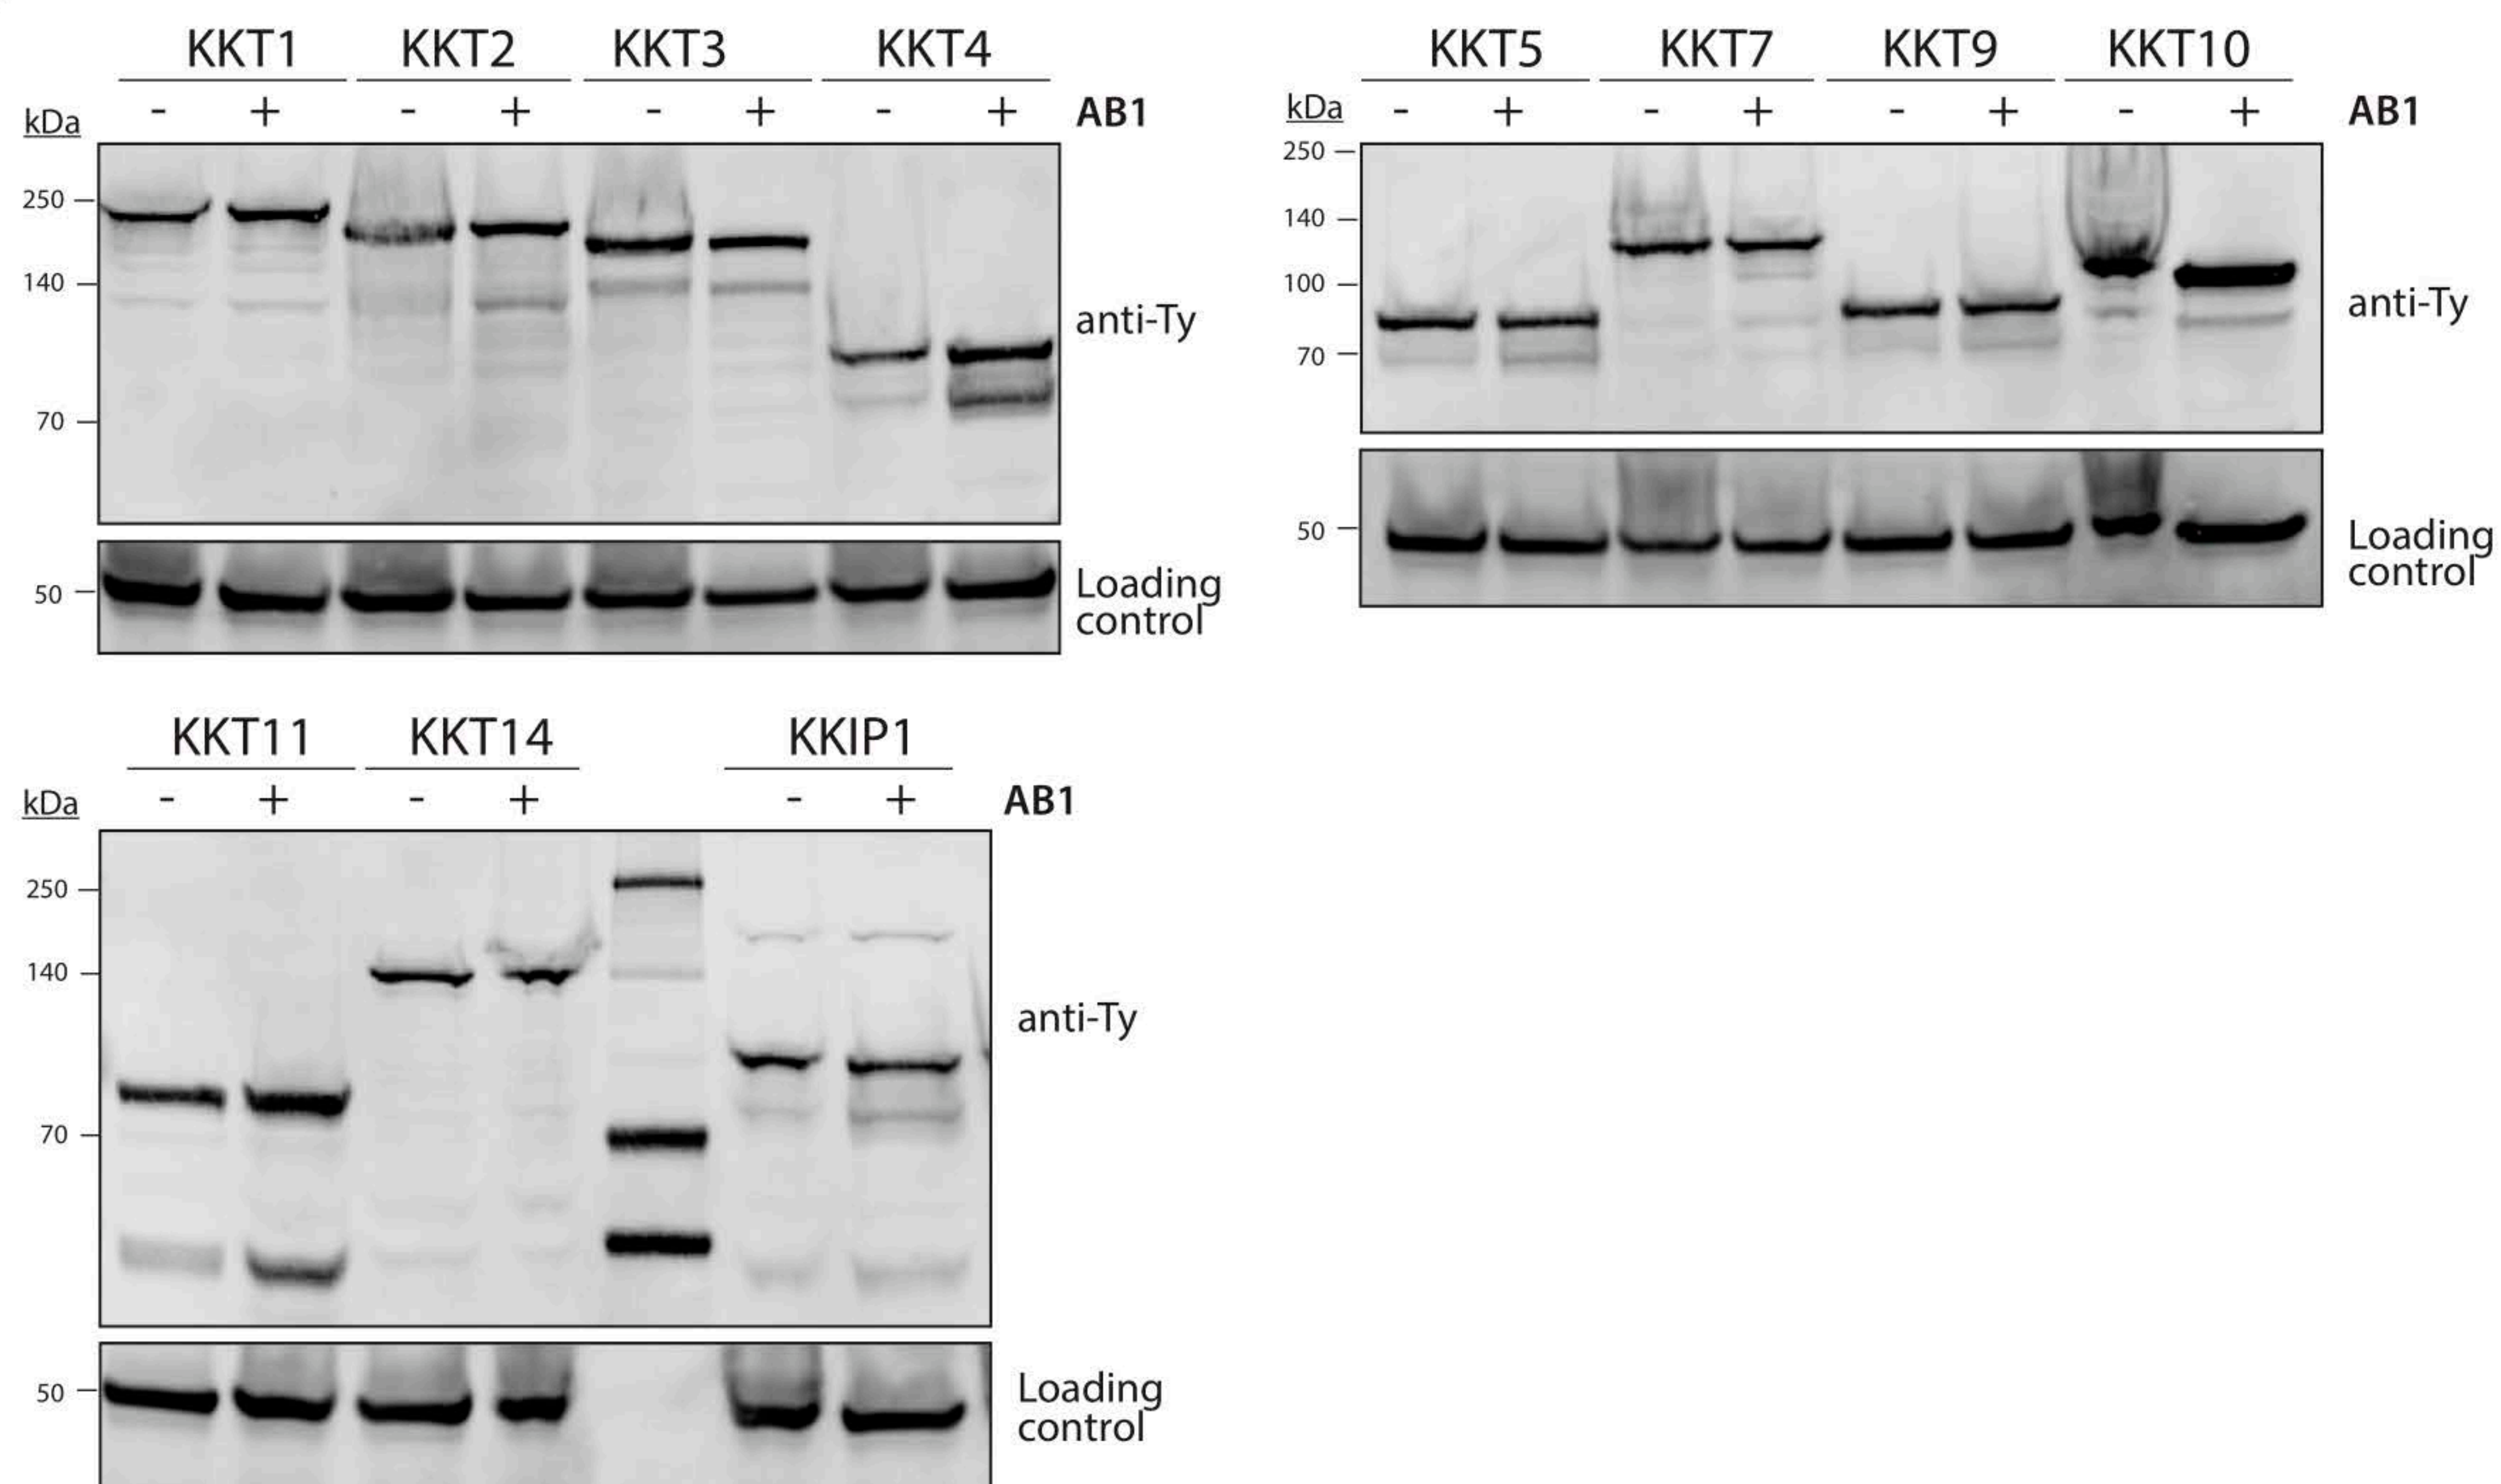 KKT1 KKT2 KKT3 KKT4
kDa - + - + - + - + AB1
250
140
70
anti-Ty
50
Loading
control
KKT5 KKT7 KKT9 KKT10
kDa - + - + - + - + AB1
250
140
100
70
anti-Ty
50
Loading
control
KKT11 KKT14 KKIP1
kDa - + - + - + AB1
250
140
70
anti-Ty
50
Loading
control